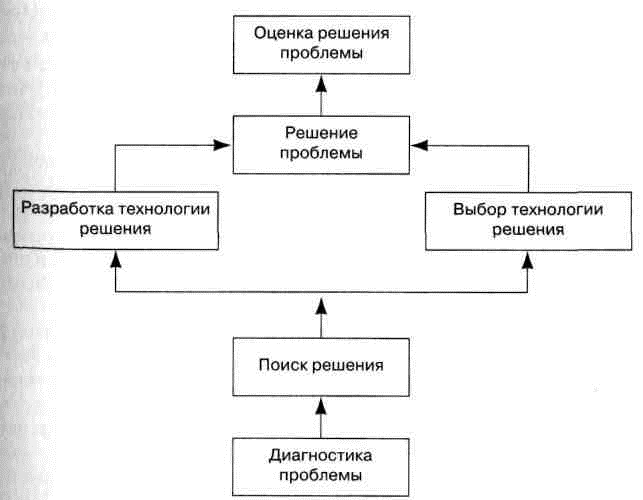 Оценка решения
проблемы
Решение
проблемы
Разработка технологии
решения
Выбор технологии
решения
Поиск решения
Диагностика
проблемы